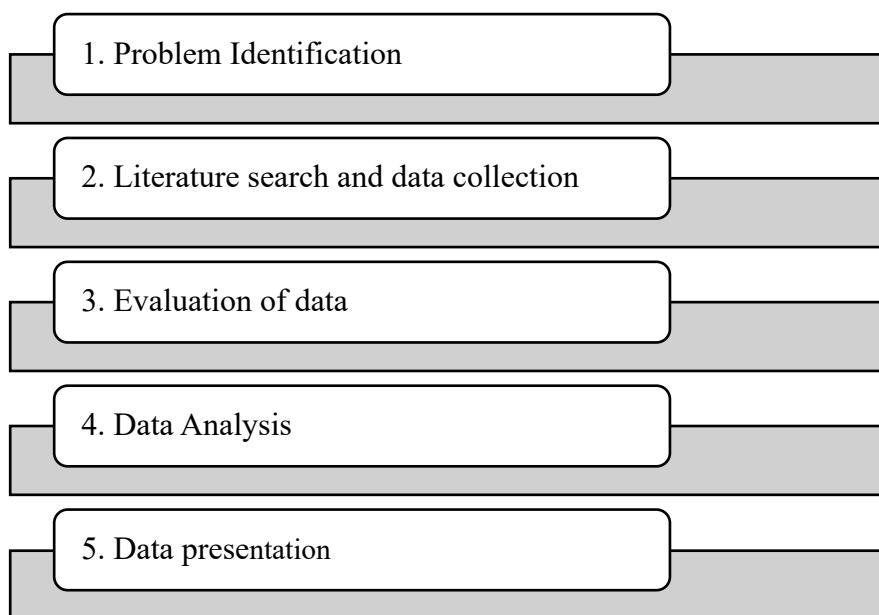 1. Problem Identification
2. Literature search and data collection
3. Evaluation of data
4. Data Analysis
5. Data presentation